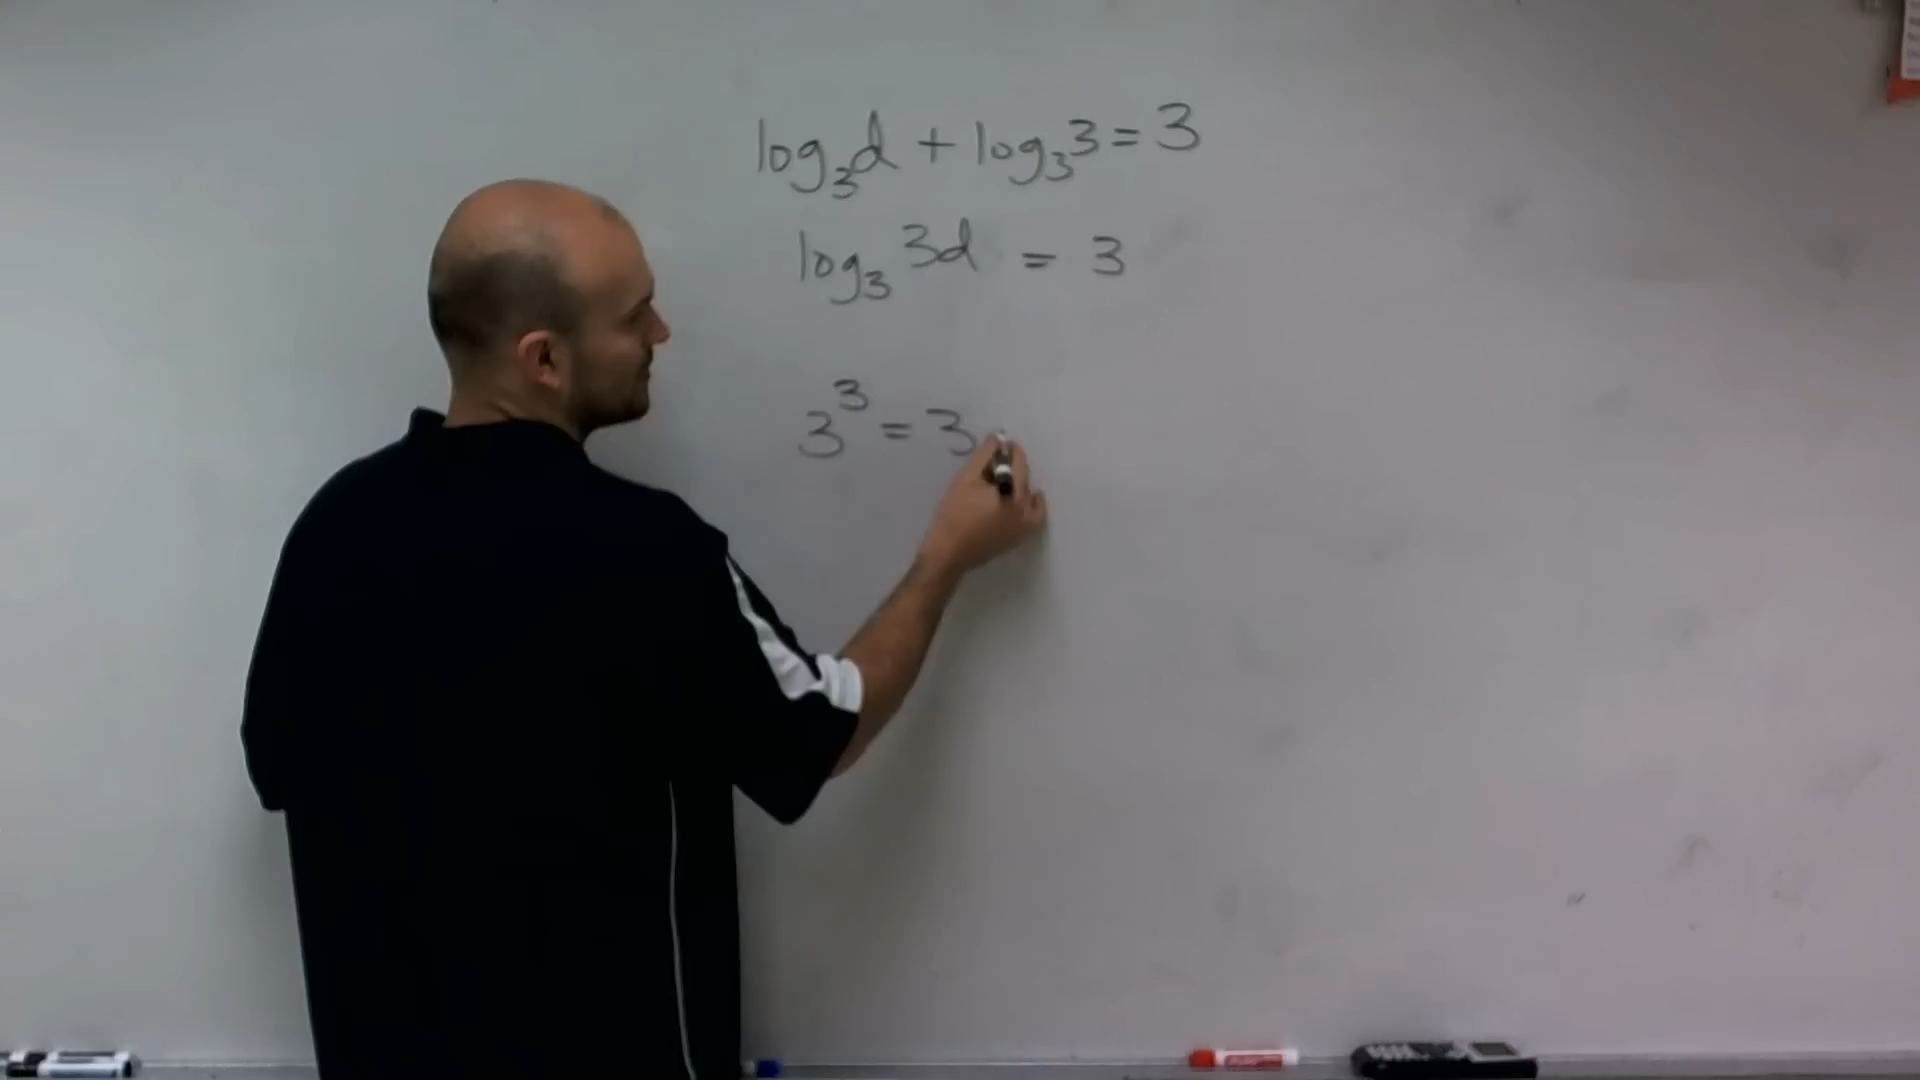 log₃d + log₃3 = 3
log₃ 3d = 3
3³ = 3